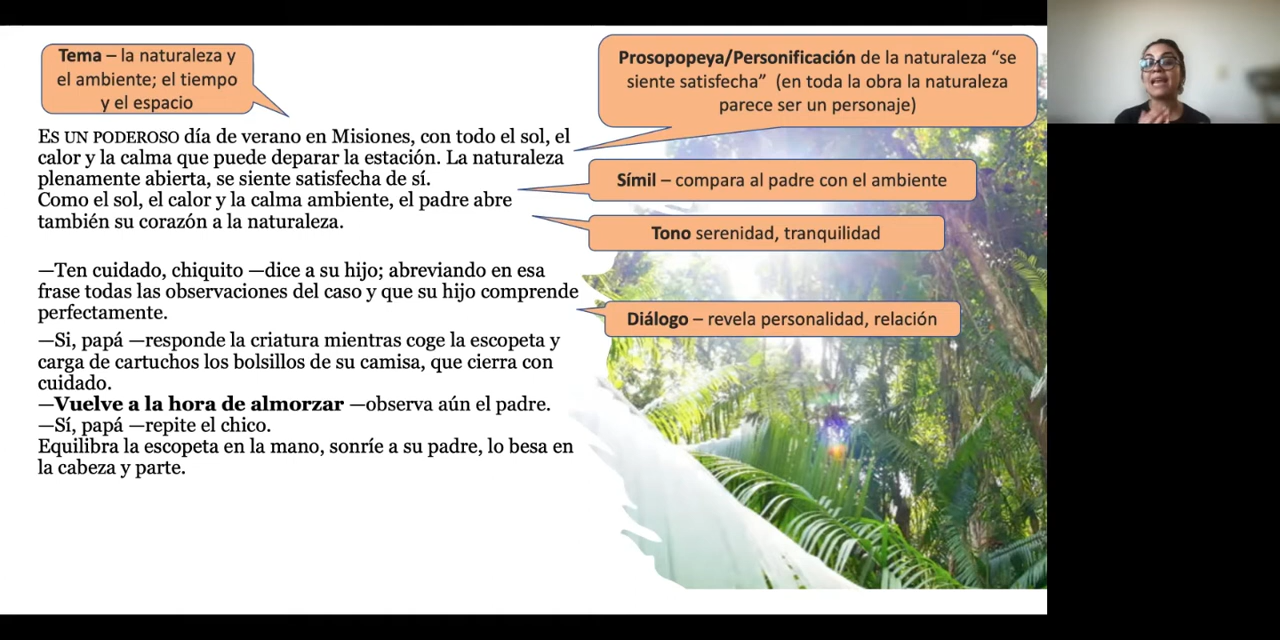 Tema – la naturaleza y
el ambiente; el tiempo
y el espacio
Prosopopeya/Personificación de la naturaleza “se
siente satisfecha” (en toda la obra la naturaleza
parece ser un personaje)
ES UN PODEROSO día de verano en Misiones, con todo el sol, el
calor y la calma que puede deparar la estación. La naturaleza
plenamente abierta, se siente satisfecha de sí.
Como el sol, el calor y la calma ambiente, el padre abre
también su corazón a la naturaleza.
Símil – compara al padre con el ambiente
Tono serenidad, tranquilidad
—Ten cuidado, chiquito —dice a su hijo; abreviando en esa
frase todas las observaciones del caso y que su hijo comprende
perfectamente.
Diálogo – revela personalidad, relación
—Si, papá —responde la criatura mientras coge la escopeta y
carga de cartuchos los bolsillos de su camisa, que cierra con
cuidado.
—Vuelve a la hora de almorzar —observa aún el padre.
—Sí, papá —repite el chico.
Equilibra la escopeta en la mano, sonríe a su padre, lo besa en
la cabeza y parte.